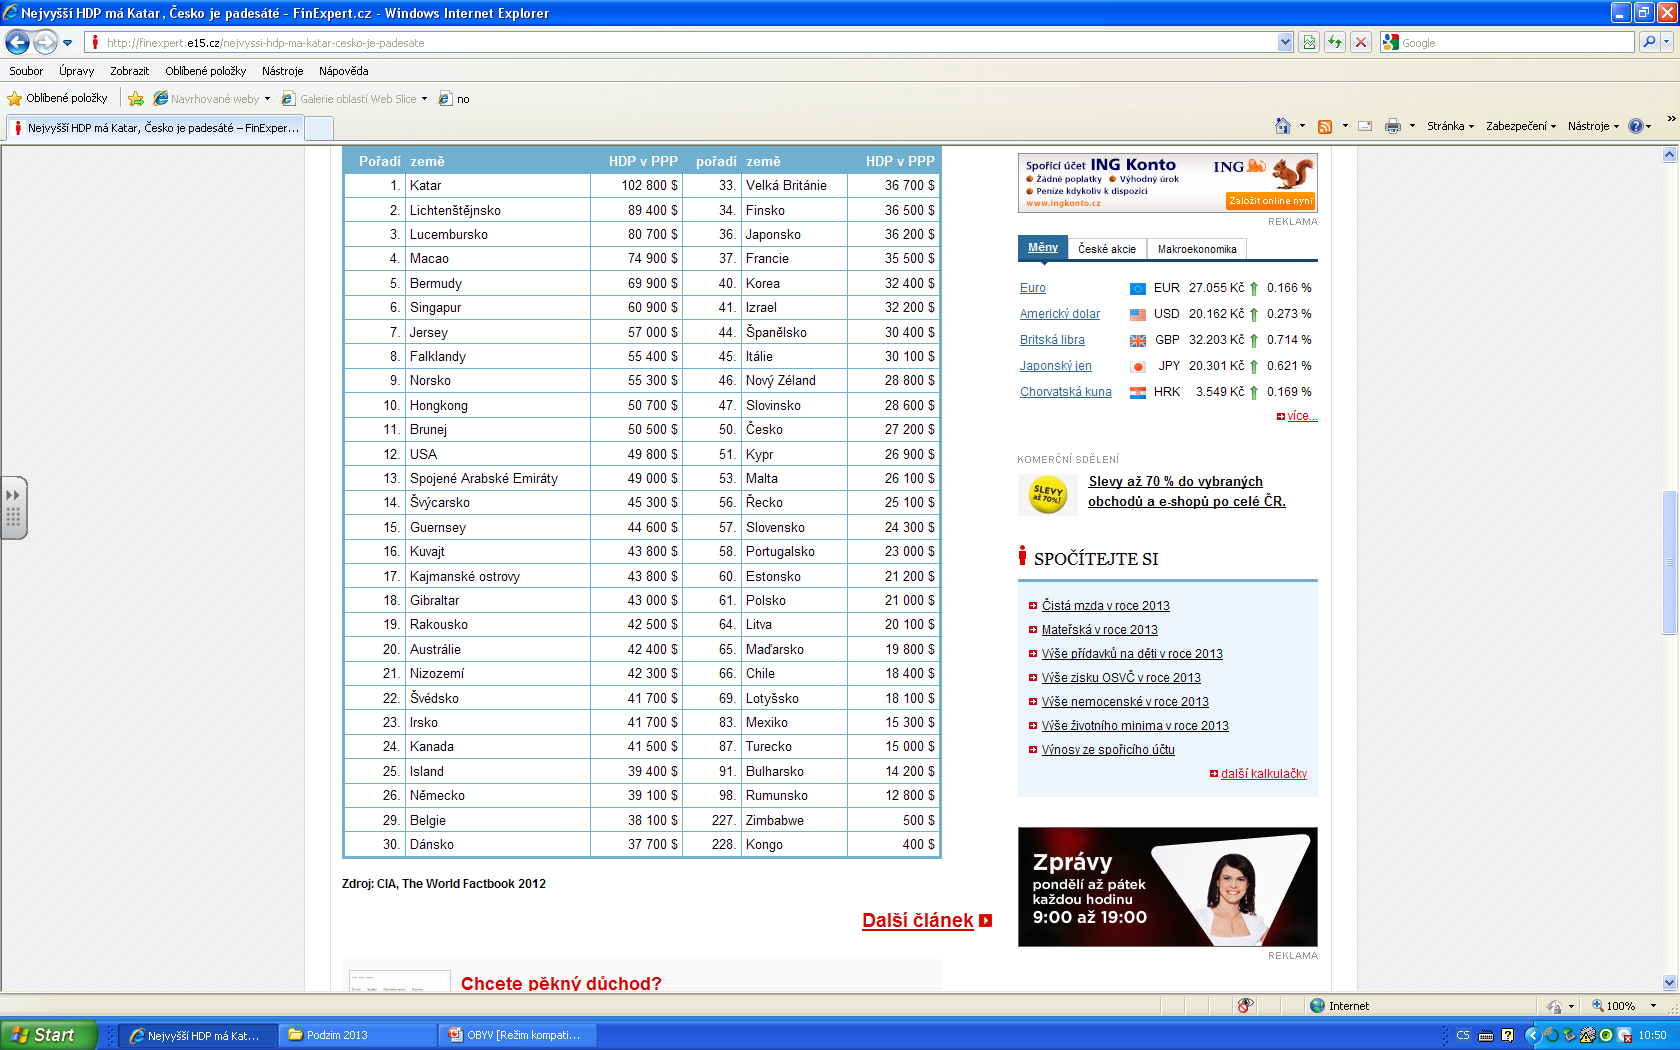 Nejvyšší HDP má Katar, Česko je padesáté - FinExpert.cz - Windows Internet Explorer
http://finexpert.e15.cz/nejvyssi-hdp-ma-katar-cesko-je-padesate
Google
Soubor Úpravy Zobrazit Oblíbené položky Nástroje Nápověda
Oblíbené položky Navrhované weby Galerie oblastí Web Slice no
Nejvyšší HDP má Katar, Česko je padesáté – FinExper...
Stránka Zabezpečení Nástroje
Pořadí země HDP v PPP pořadí země HDP v PPP
1. Katar 102 800 $ 33. Velká Británie 36 700 $
2. Lichtenštějnsko 89 400 $ 34. Finsko 36 500 $
3. Lucembursko 80 700 $ 36. Japonsko 36 200 $
4. Macao 74 900 $ 37. Francie 35 500 $
5. Bermudy 69 900 $ 40. Korea 32 400 $
6. Singapur 60 900 $ 41. Izrael 32 200 $
7. Jersey 57 000 $ 44. Španělsko 30 400 $
8. Falklandy 55 400 $ 45. Itálie 30 100 $
9. Norsko 55 300 $ 46. Nový Zéland 28 800 $
10. Hongkong 50 700 $ 47. Slovinsko 28 600 $
11. Brunej 50 500 $ 50. Česko 27 200 $
12. USA 49 800 $ 51. Kypr 26 900 $
13. Spojené Arabské Emiráty 49 000 $ 53. Malta 26 100 $
14. Švýcarsko 45 300 $ 56. Řecko 25 100 $
15. Guernsey 44 600 $ 57. Slovensko 24 300 $
16. Kuvajt 43 800 $ 58. Portugalsko 23 000 $
17. Kajmanské ostrovy 43 800 $ 60. Estonsko 21 200 $
18. Gibraltar 43 000 $ 61. Polsko 21 000 $
19. Rakousko 42 500 $ 64. Litva 20 100 $
20. Austrálie 42 400 $ 65. Maďarsko 19 800 $
21. Nizozemí 42 300 $ 66. Chile 18 400 $
22. Švédsko 41 700 $ 69. Lotyšsko 18 100 $
23. Irsko 41 700 $ 83. Mexiko 15 300 $
24. Kanada 41 500 $ 87. Turecko 15 000 $
25. Island 39 400 $ 91. Bulharsko 14 200 $
26. Německo 39 100 $ 98. Rumunsko 12 800 $
29. Belgie 38 100 $ 227. Zimbabwe 500 $
30. Dánsko 37 700 $ 228. Kongo 400 $
Zdroj: CIA, The World Factbook 2012
Další článek
Chcete pěkný důchod?
Spořicí účet ING Konto
Žádné poplatky Výhodný úrok
Peníze kdykoliv k dispozici
www.ingkonto.cz
ING
Založit online nyní
REKLAMA
Měny České akcie Makroekonomika
Euro EUR 27.055 Kč 0.166 %
Americký dolar USD 20.162 Kč 0.273 %
Britská libra GBP 32.203 Kč 0.714 %
Japonský jen JPY 20.301 Kč 0.621 %
Chorvatská kuna HRK 3.549 Kč 0.169 %
více...
KOMERČNÍ SDĚLENÍ
SLEVY
až 70%!
Slevy až 70 % do vybraných
obchodů a e-shopů po celé ČR.
SPOČÍTEJTE SI
Čistá mzda v roce 2013
Mateřská v roce 2013
Výše přídavků na děti v roce 2013
Výše zisku OSVČ v roce 2013
Výše nemocenské v roce 2013
Výše životního minima v roce 2013
Výnosy ze spořicího účtu
další kalkulačky
Zprávy
pondělí až pátek
každou hodinu
9:00 až 19:00
REKLAMA
Internet 100%
Start Nejvyšší HDP má Kat... Podzim 2013 OBYV [Režim kompati... CS 10:50